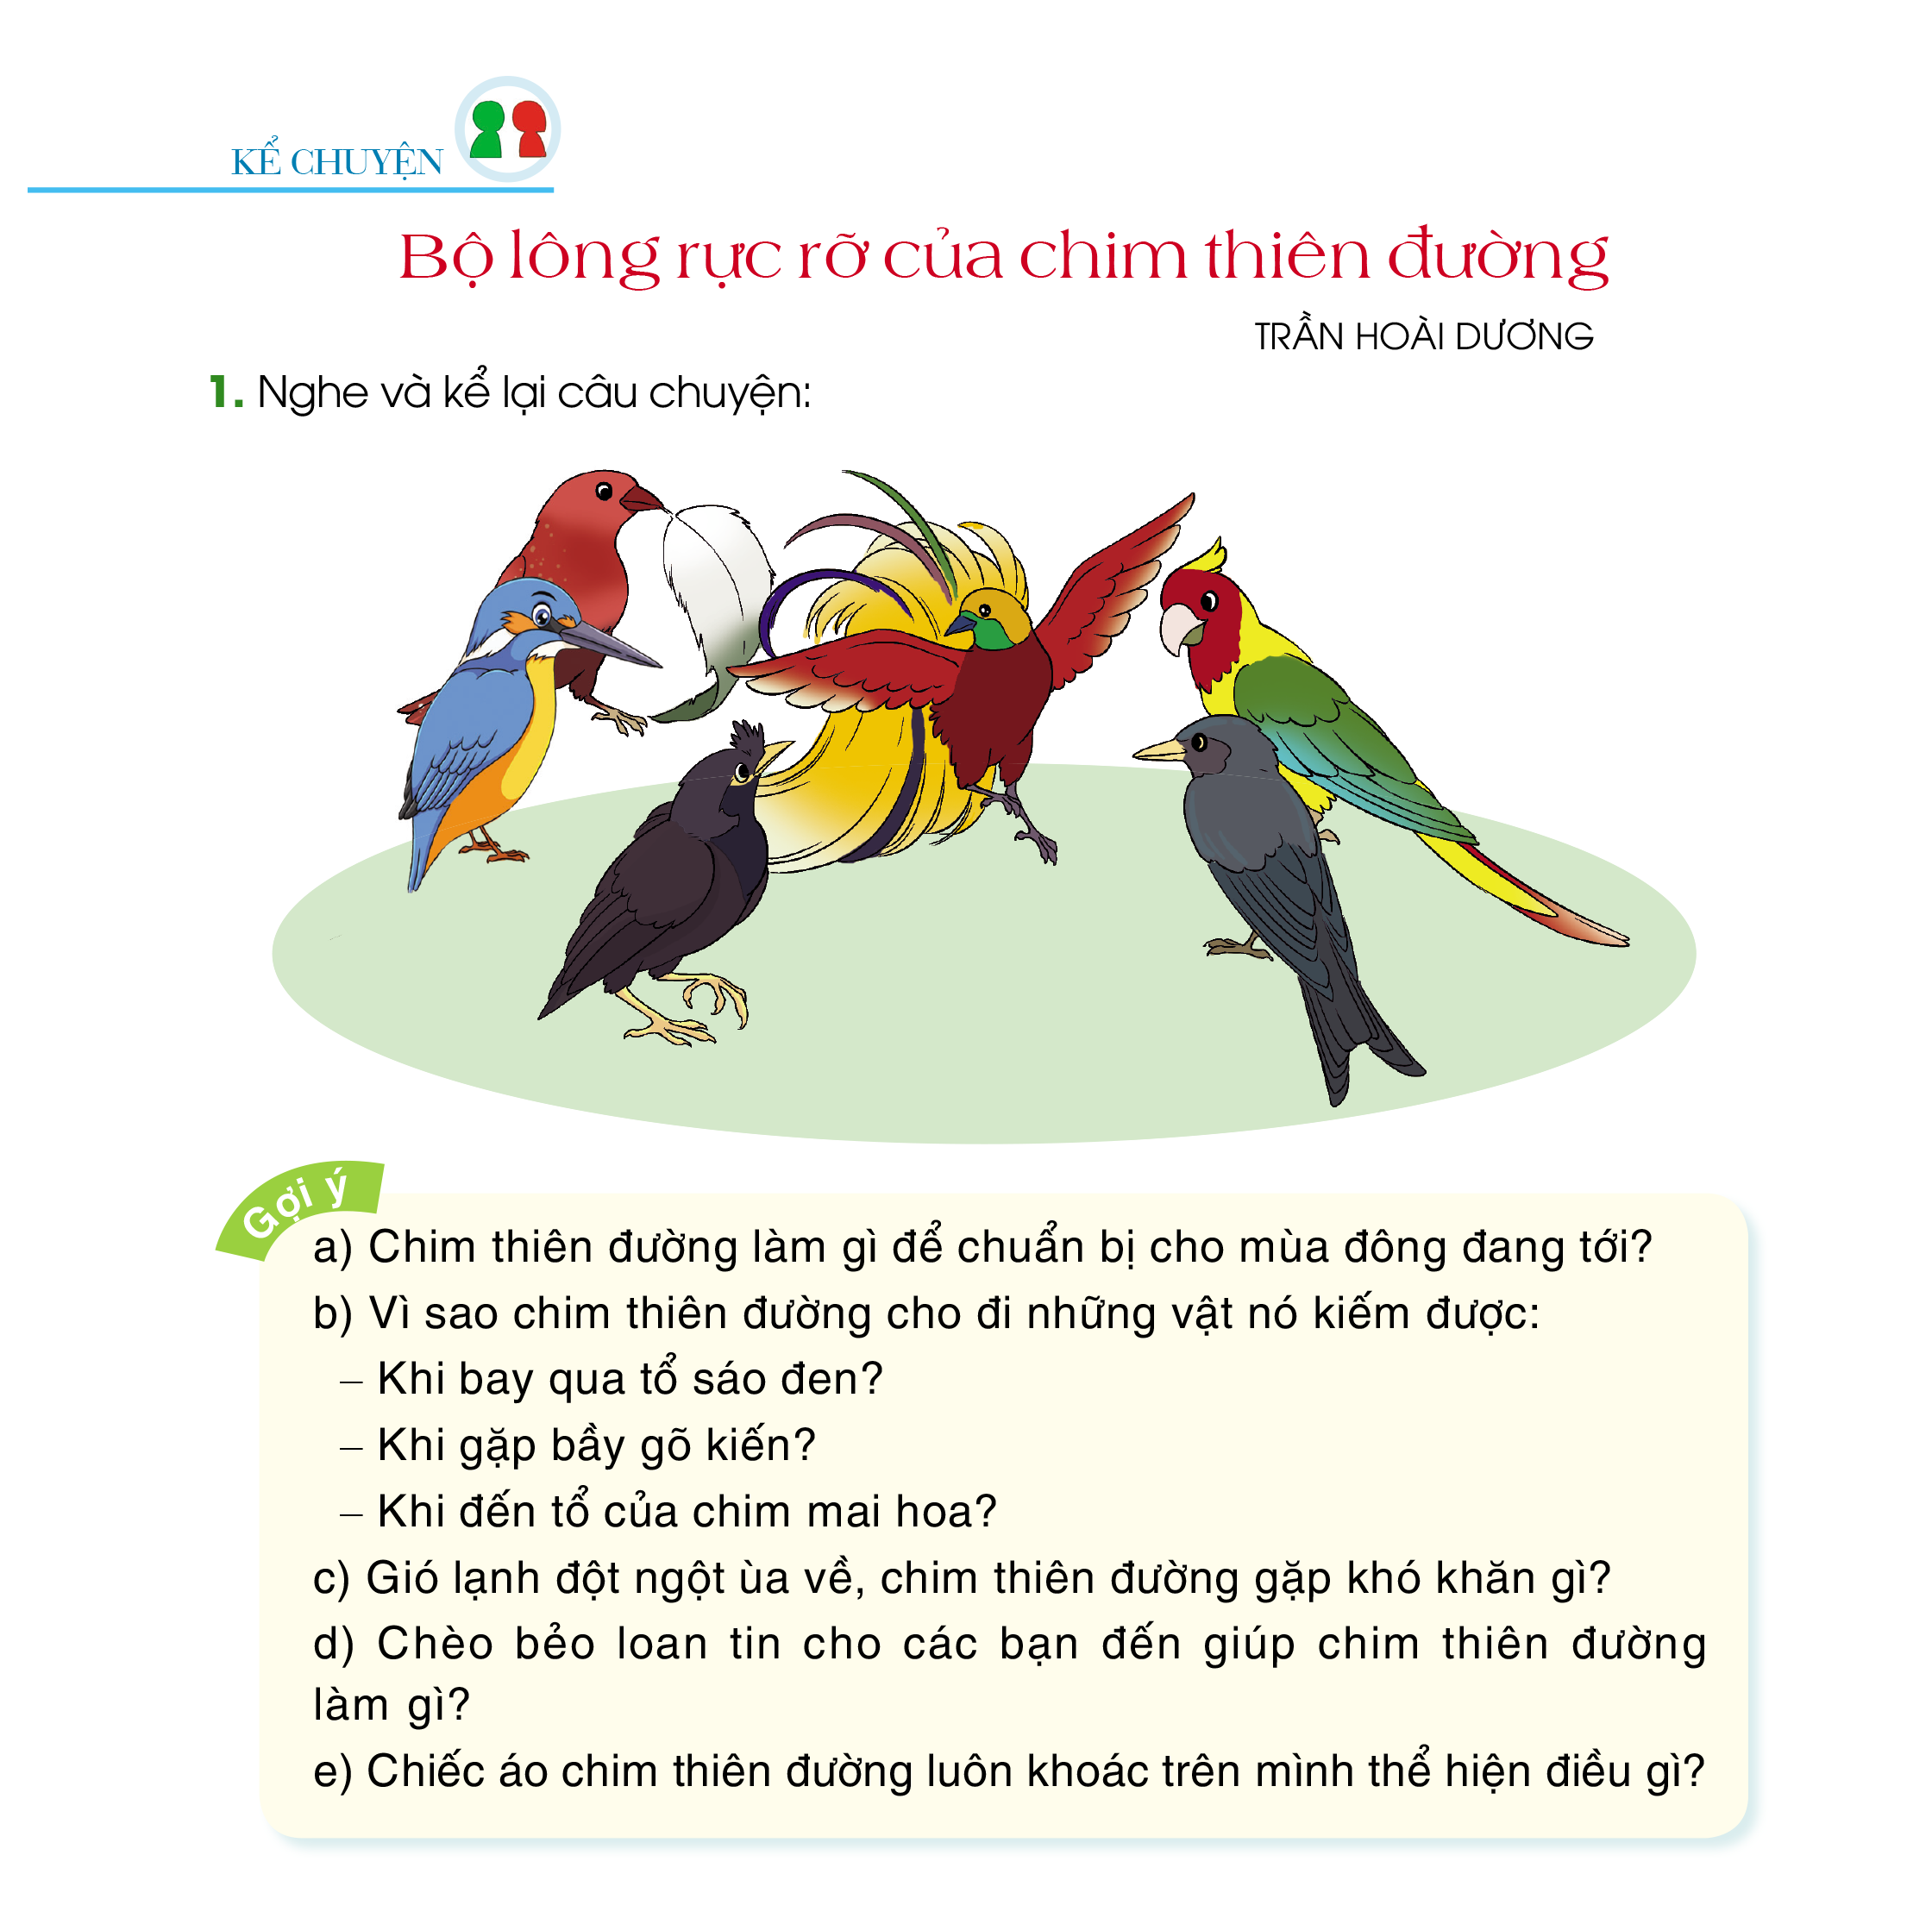 KỂ CHUYỆN
Bộ lông rực rỡ của chim thiên đường
TRẦN HOÀI DƯƠNG
1. Nghe và kể lại câu chuyện:
Gợi ý
a) Chim thiên đường làm gì để chuẩn bị cho mùa đông đang tới?
b) Vì sao chim thiên đường cho đi những vật nó kiếm được:
– Khi bay qua tổ sáo đen?
– Khi gặp bầy gõ kiến?
– Khi đến tổ của chim mai hoa?
c) Gió lạnh đột ngột ùa về, chim thiên đường gặp khó khăn gì?
d) Chèo bẻo loan tin cho các bạn đến giúp chim thiên đường
làm gì?
e) Chiếc áo chim thiên đường luôn khoác trên mình thể hiện điều gì?